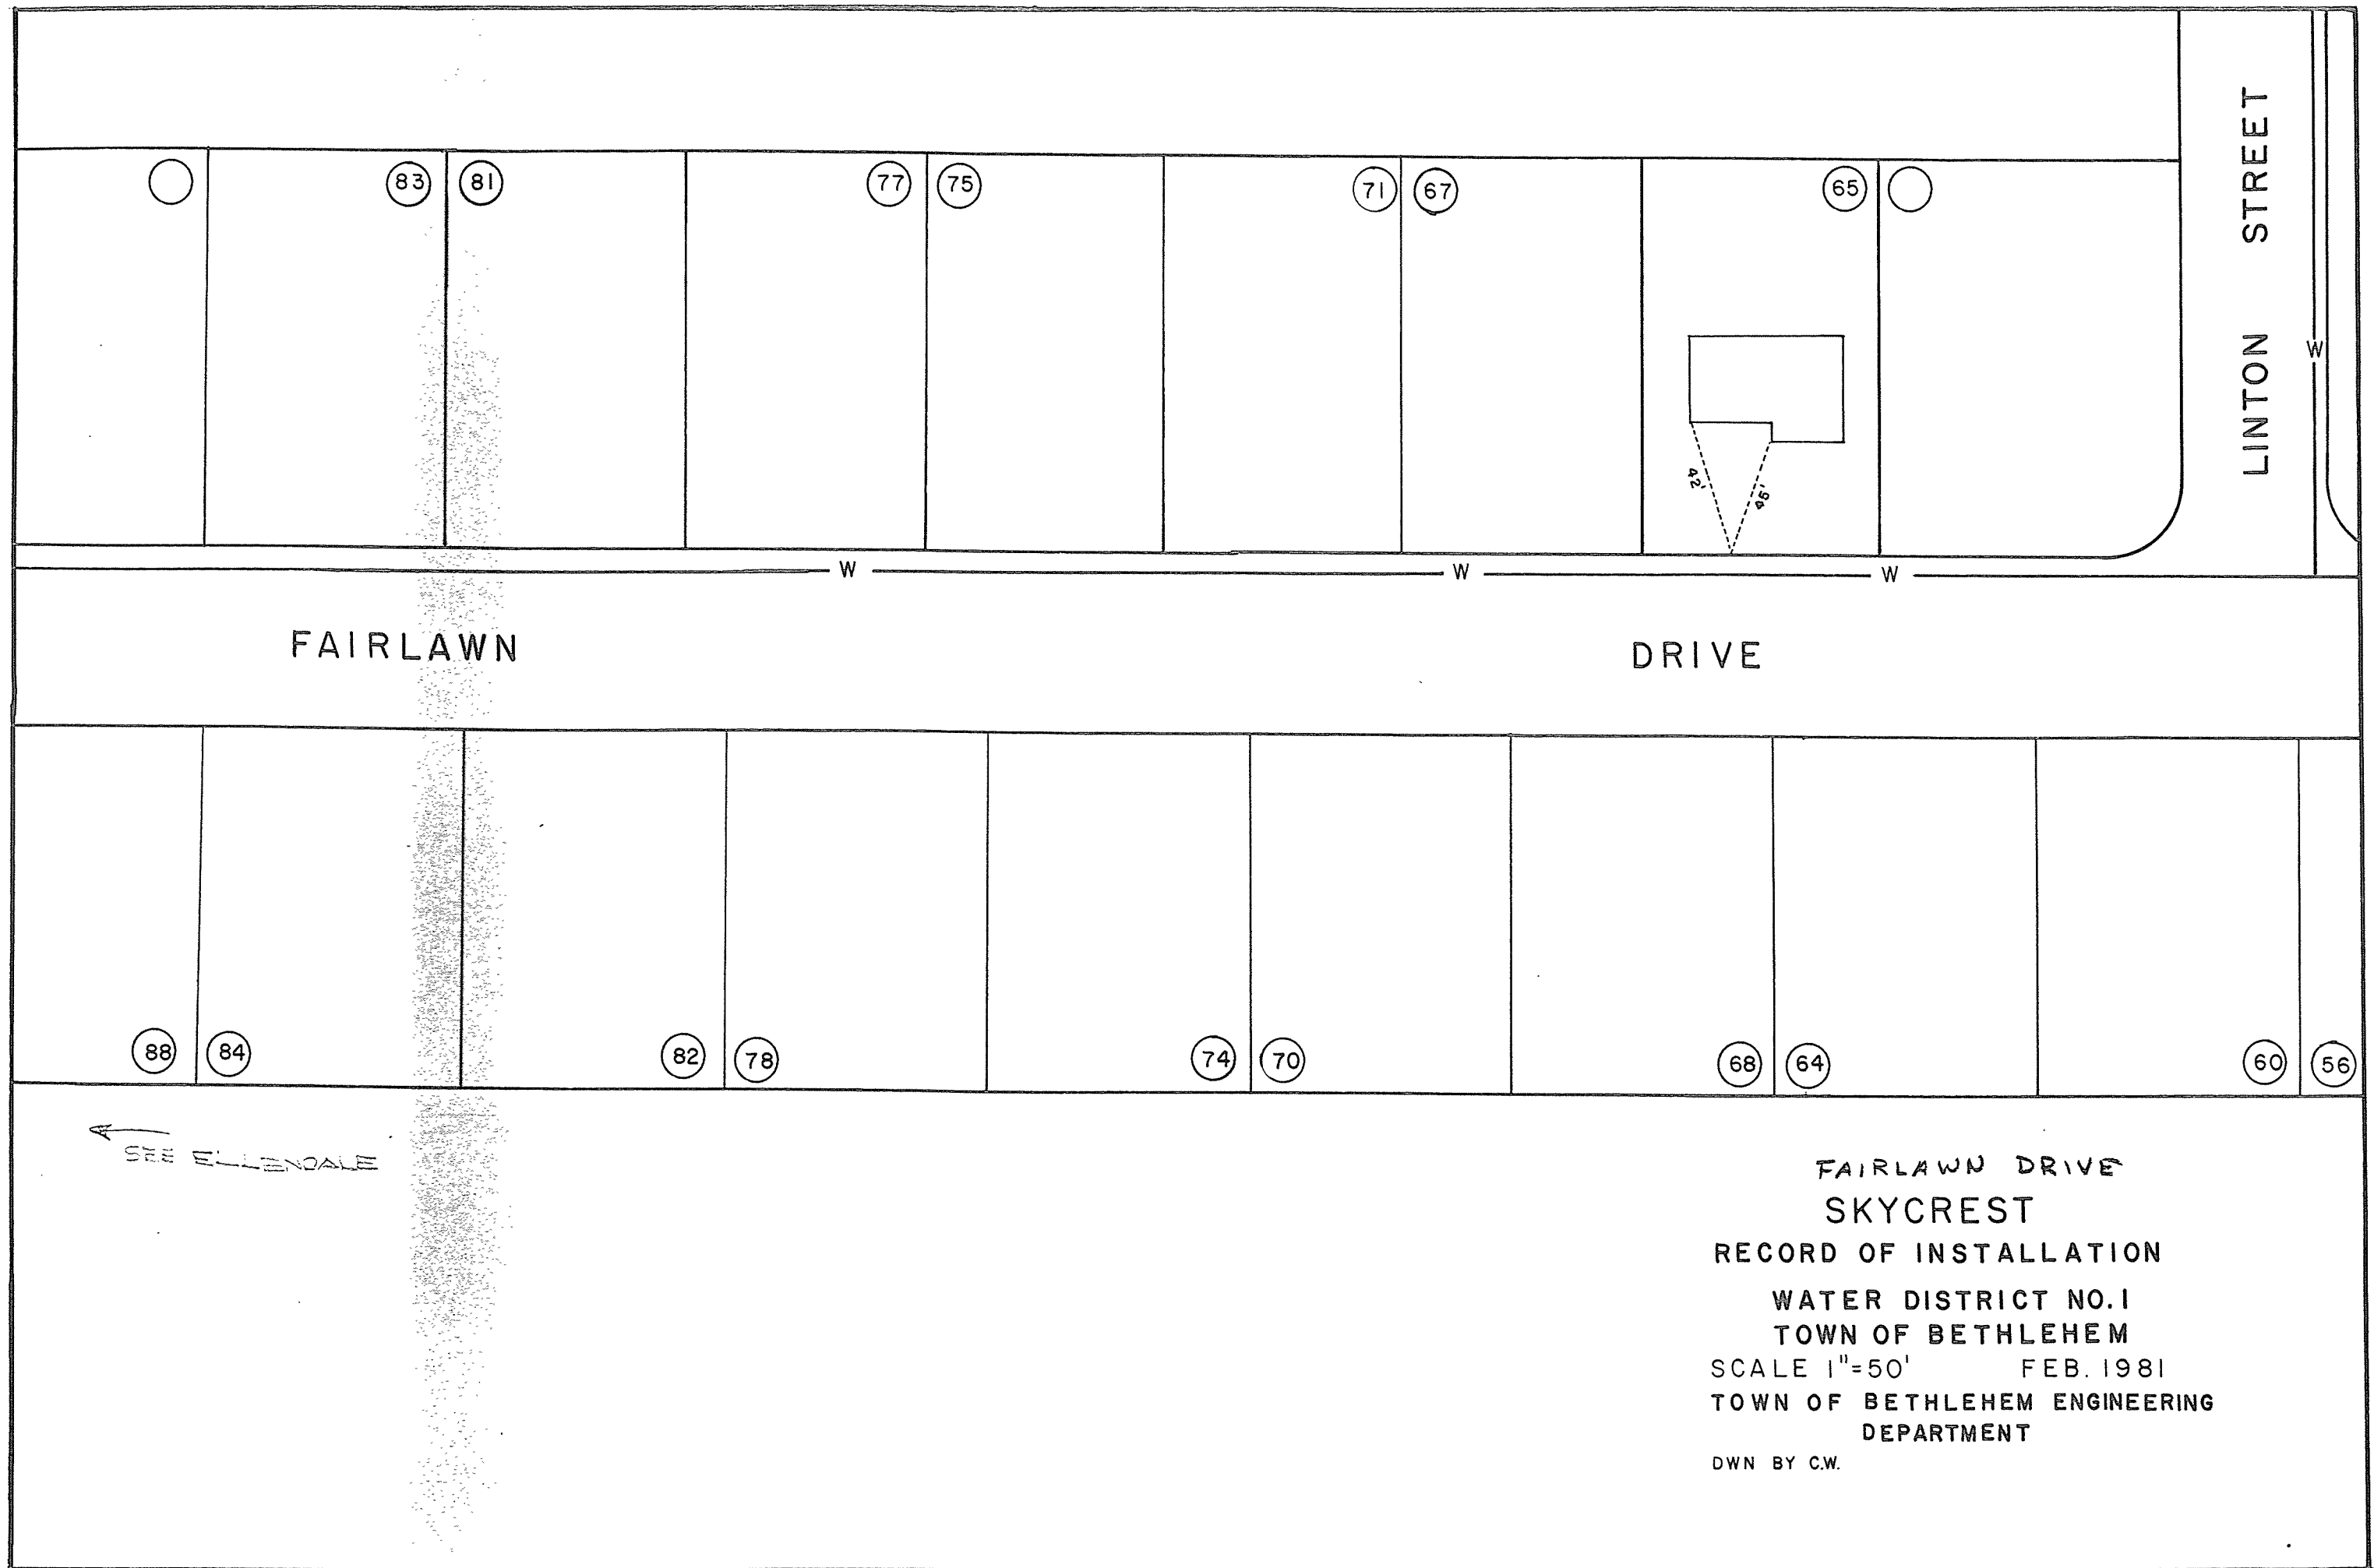 83 81 77 75 71 67 65
LINTON STREET
W
42'
46'
W W W
FAIRLAWN DRIVE
88 84 82 78 74 70 68 64 60 56
SEE ELLENDALE
FAIRLAWN DRIVE
SKYCREST
RECORD OF INSTALLATION
WATER DISTRICT NO. 1
TOWN OF BETHLEHEM
SCALE 1"=50' FEB. 1981
TOWN OF BETHLEHEM ENGINEERING
DEPARTMENT
DWN BY C.W.